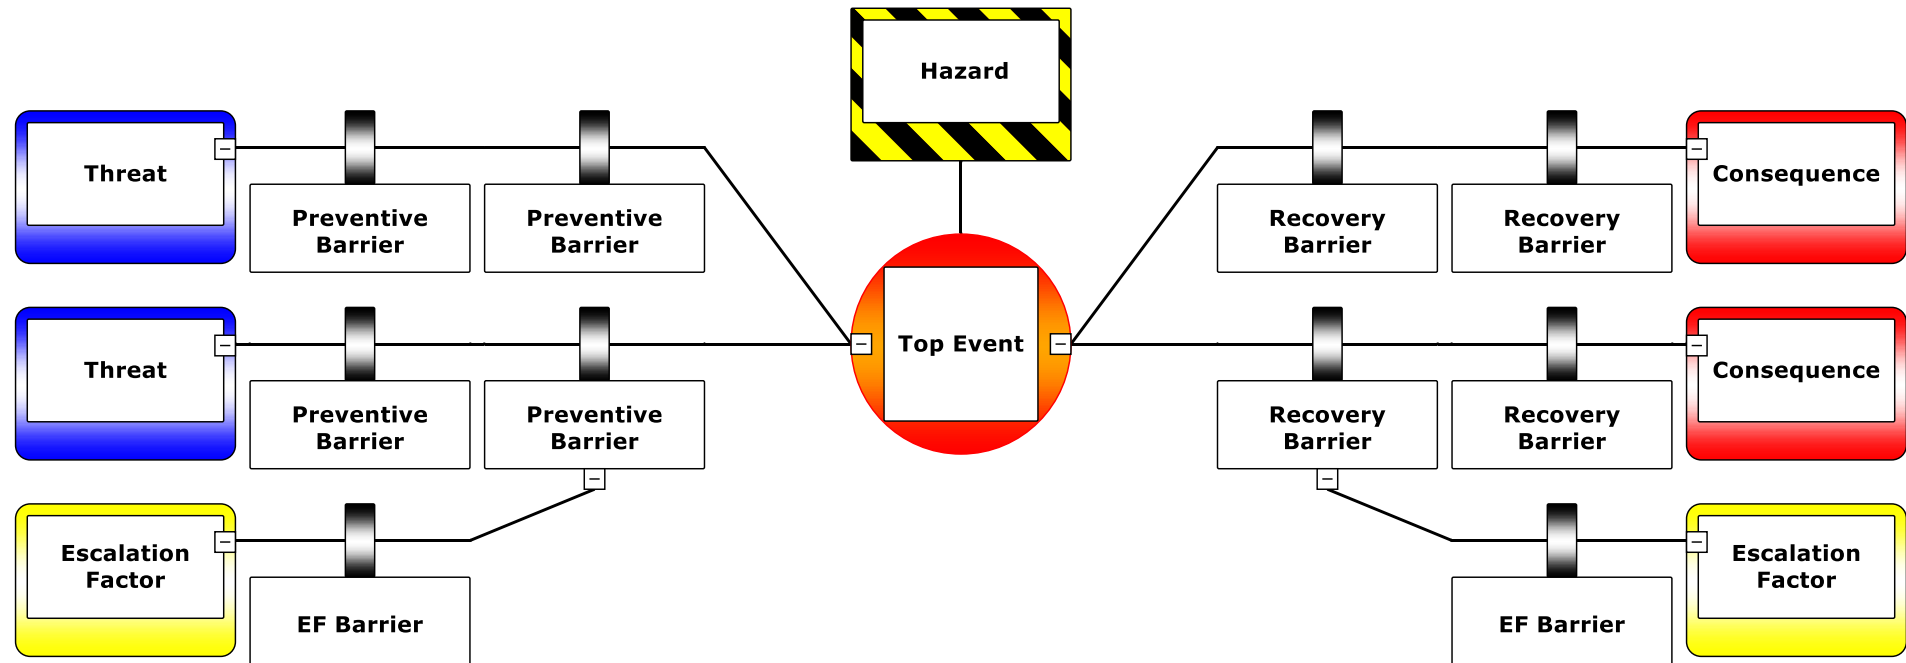 Hazard
Threat
Preventive
Barrier
Preventive
Barrier
Recovery
Barrier
Recovery
Barrier
Consequence
Threat
Preventive
Barrier
Preventive
Barrier
Top Event
Recovery
Barrier
Recovery
Barrier
Consequence
Escalation
Factor
EF Barrier
EF Barrier
Escalation
Factor